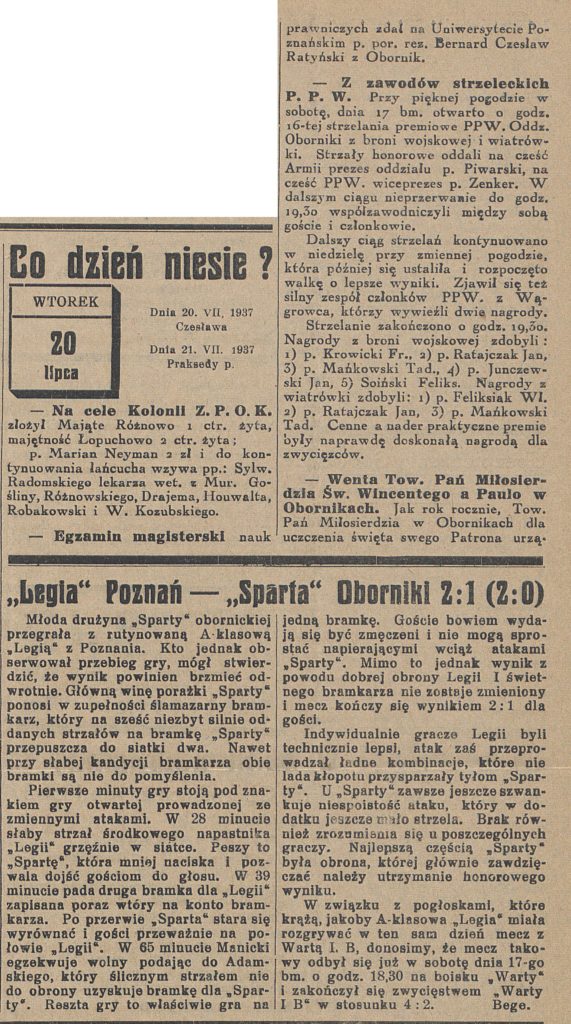 Co dzień niesie ?
WTOREK
20
lipca
Dnia 20. VII. 1937
Czesława
Dnia 21. VII. 1937
Praksedy p.
— Na cele Kolonii Z. P. O. K.
złożył Majątę Różnowo 1 ctr. żyta,
majętność Łopuchowo 2 ctr. żyta;
p. Marian Neyman 2 zł i do kon-
tynuowania łańcucha wzywa pp.: Sylw.
Radomskiego lekarza wet. z Mur. Go-
śliny, Różnowskiego, Drajema, Houwalta,
Robakowski i W. Kozubskiego.
— Egzamin magisterski nauk
prawniczych zdał na Uniwersytecie Po-
znańskim p. por. rez. Bernard Czesław
Ratyński z Obornik.
— Z zawodów strzeleckich
P. P. W. Przy pięknej pogodzie w
sobotę, dnia 17 bm. otwarto o godz.
16-tej strzelania premiowe PPW. Oddz.
Oborniki z broni wojskowej i wiatrów-
ki. Strzały honorowe oddali na cześć
Armii prezes oddziału p. Piwarski, na
cześć PPW. wiceprezes p. Zenker. W
dalszym ciągu nieprzerwanie do godz.
19,30 współzawodniczyli między sobą
goście i członkowie.
Dalszy ciąg strzelań kontynuowano
w niedzielę przy zmiennej pogodzie,
która później się ustaliła i rozpoczęto
walkę o lepsze wyniki. Zjawił się też
silny zespół członków PPW. z Wą-
growca, którzy wywieźli dwie nagrody.
Strzelanie zakończono o godz. 19,30.
Nagrody z broni wojskowej zdobyli :
1) p. Krowicki Fr., 2) p. Ratajczak Jan,
3) p. Mańkowski Tad., 4) p. Junczew-
ski Jan, 5) Soiński Feliks. Nagrody z
wiatrówki zdobyli: 1) p. Feliksiak Wł.
2) p. Ratajczak Jan, 3) p. Mańkowski
Tad. Cenne a nader praktyczne premie
były naprawdę doskonałą nagrodą dla
zwycięzców.
— Wenta Tow. Pań Miłosier-
dzia Św. Wincentego a Paulo w
Obornikach. Jak rok rocznie, Tow.
Pań Miłosierdzia w Obornikach dla
uczczenia święta swego Patrona urzą-
„Legia“ Poznań — „Sparta“ Oborniki 2:1 (2:0)
Młoda drużyna „Sparty“ obornickiej
przegrała z rutynowaną A-klasową
„Legią“ z Poznania. Kto jednak ob-
serwował przebieg gry, mógł stwier-
dzić, że wynik powinien brzmieć od-
wrotnie. Główną winę porażki „Sparty“
ponosi w zupełności ślamazarny bram-
karz, który na sześć niezbyt silnie od-
danych strzałów na bramkę „Sparty“
przepuszcza do siatki dwa. Nawet
przy słabej kandycji bramkarza obie
bramki są nie do pomyślenia.
Pierwsze minuty gry stoją pod zna-
kiem gry otwartej prowadzonej ze
zmiennymi atakami. W 28 minucie
słaby strzał środkowego napastnika
„Legii“ grzęźnie w siatce. Peszy to
„Spartę“, która mniej naciska i poz-
wala dojść gościom do głosu. W 39
minucie pada druga bramka dla „Legii“
zapisana poraz wtóry na konto bram-
karza. Po przerwie „Sparta“ stara się
wyrównać i gości przeważnie na po-
łowie „Legii“. W 65 minucie Manicki
egzekwuje wolny podając do Adam-
skiego, który ślicznym strzałem nie
do obrony uzyskuje bramkę dla „Spar-
ty“. Reszta gry to właściwie gra na
jedną bramkę. Goście bowiem wyda-
ją się być zmęczeni i nie mogą spro-
stać napierającymi wciąż atakami
„Sparty“. Mimo to jednak wynik z
powodu dobrej obrony Legii I świet-
nego bramkarza nie zostaje zmieniony
i mecz kończy się wynikiem 2:1 dla
gości.
Indywidualnie gracze Legii byli
technicznie lepsi, atak zaś przepro-
wadzał ładne kombinacje, które nie
lada kłopotu przysparzały tyłom „Spar-
ty“. U „Sparty“ zawsze jeszcze szwan-
kuje niespoistość ataku, który w do-
datku jeszcze mało strzela. Brak rów-
nież zrozumienia się u poszczególnych
graczy. Najlepszą częścią „Sparty“
była obrona, której głównie zawdzię-
czać należy utrzymanie honorowego
wyniku.
W związku z pogłoskami, które
krążą, jakoby A-klasowa „Legia“ miała
rozgrywać w ten sam dzień mecz z
Wartą I. B, donosimy, że mecz tako-
wy odbył się już w sobotę dnia 17-go
bm. o godz. 18,30 na boisku „Warty“
i zakończył się zwycięstwem „Warty
I B“ w stosunku 4 : 2. Bege.